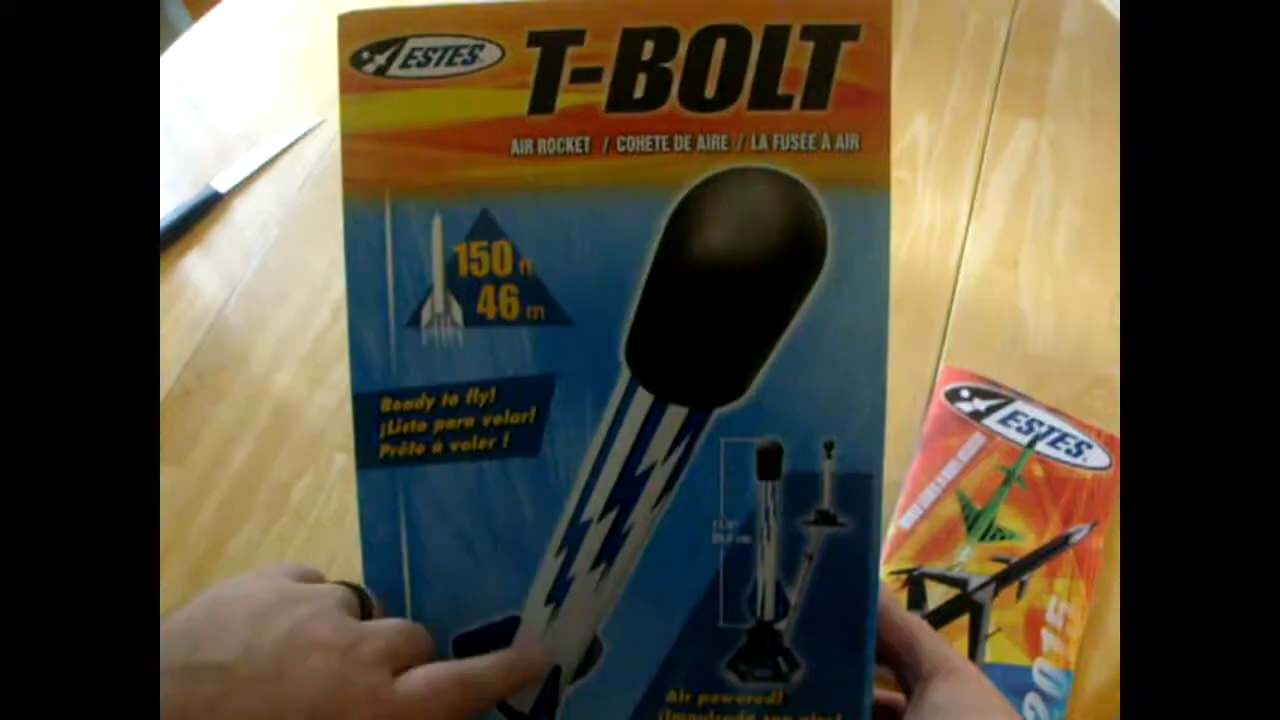 ESTES
T-BOLT
AIR ROCKET / COHETE DE AIRE / LA FUSÉE À AIR
150 ft
46 m
Ready to fly!
¡Listo para volar!
Prêto à voler !
Air powered!
ESTES
2015